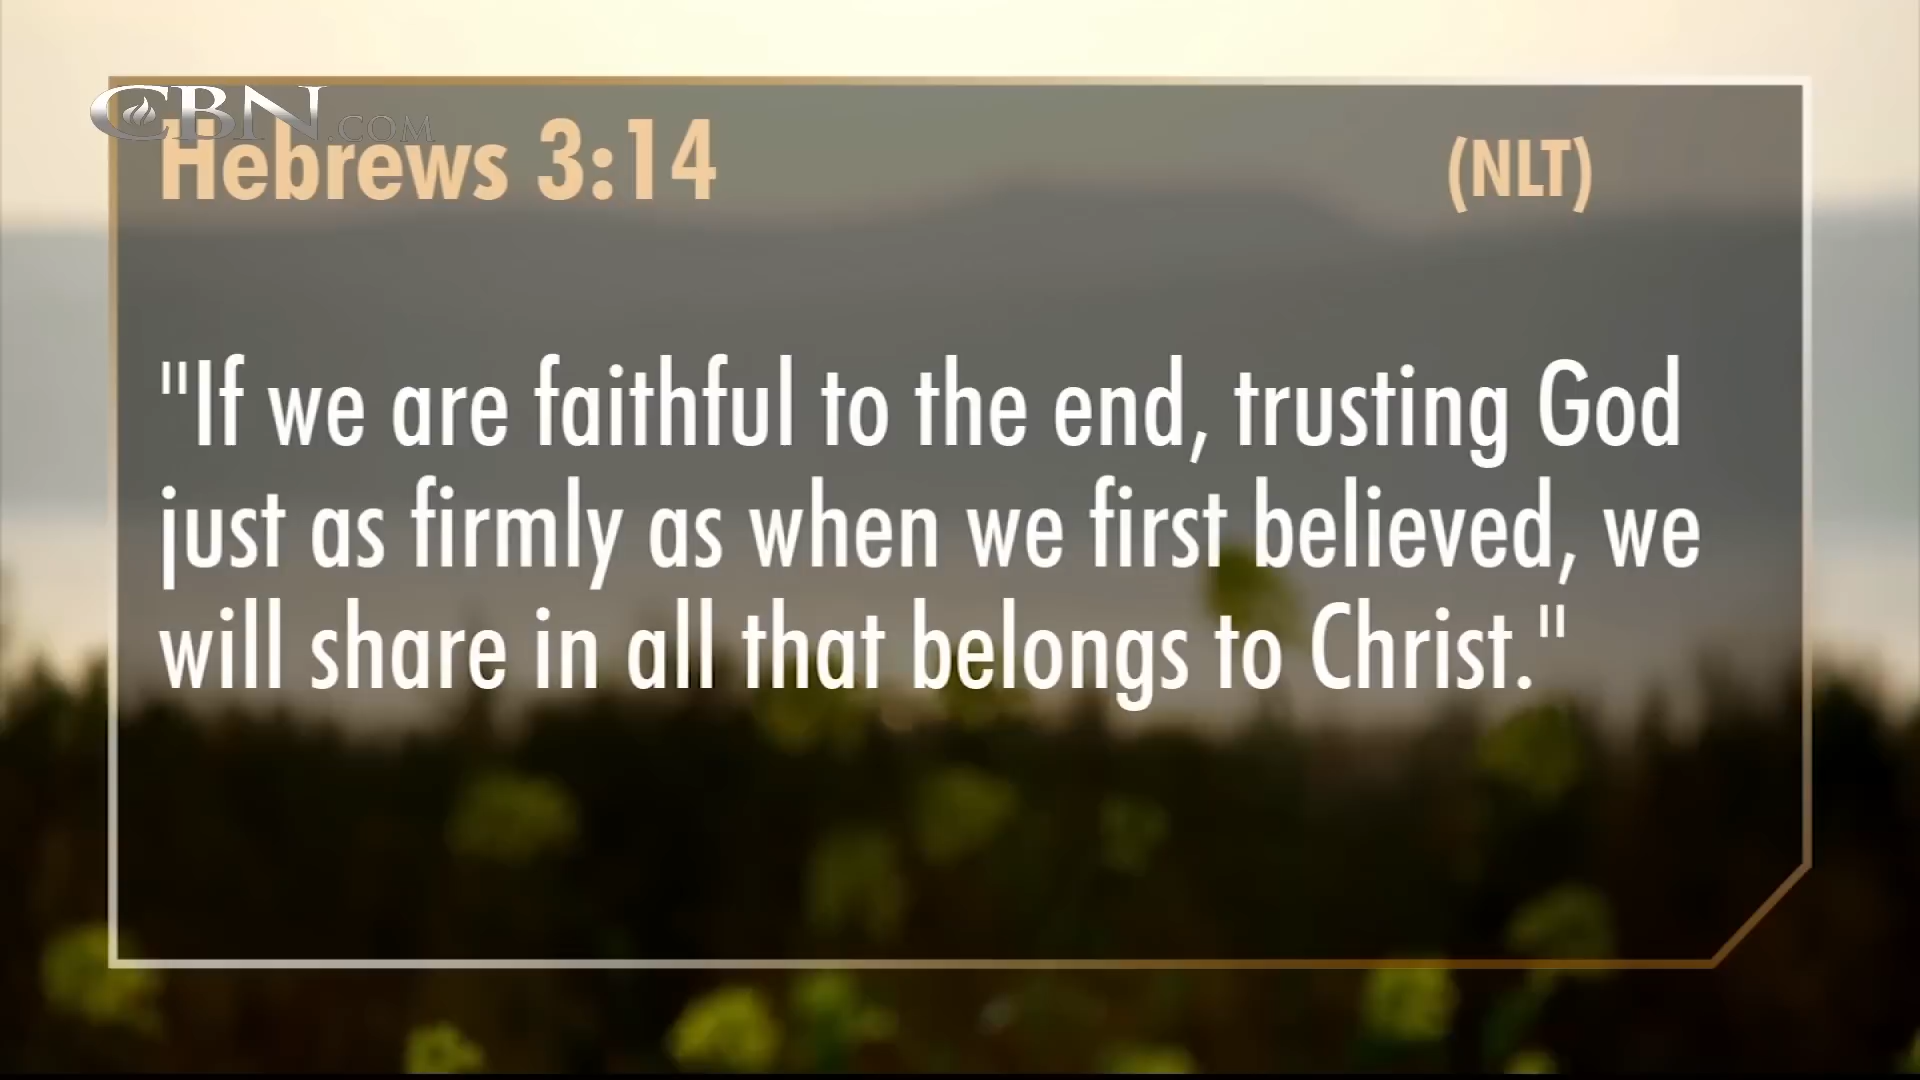 CBN.COM
Hebrews 3:14 (NLT)
"If we are faithful to the end, trusting God
just as firmly as when we first believed, we
will share in all that belongs to Christ."